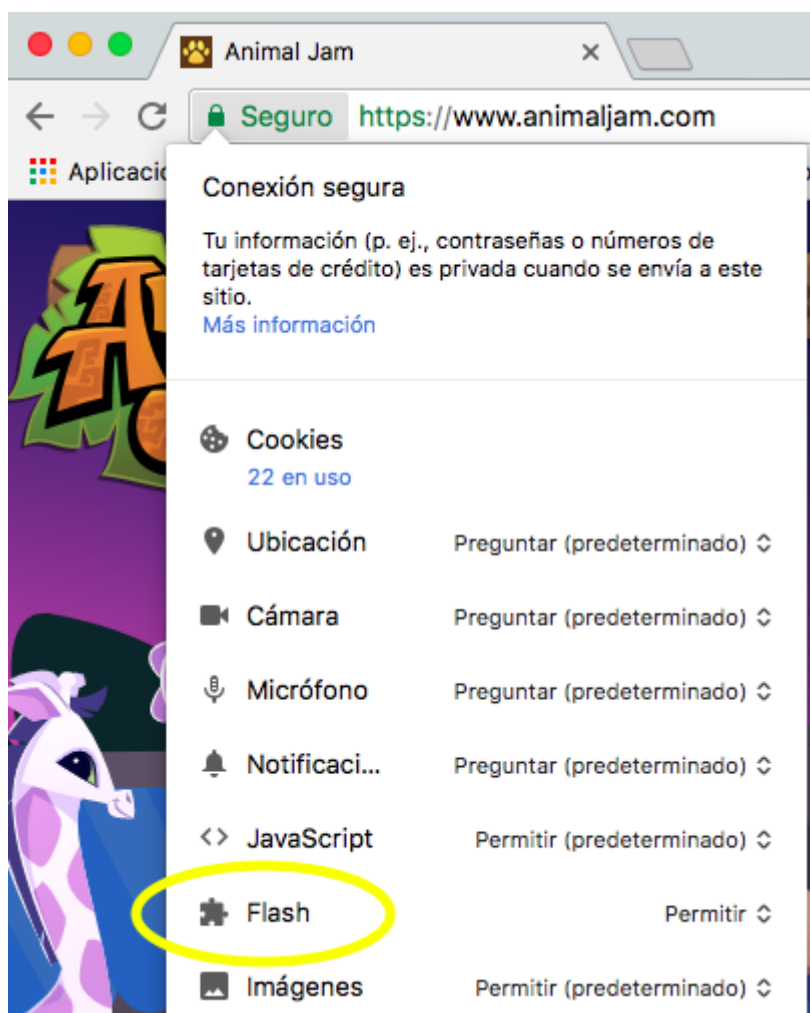 Animal Jam
Seguro https://www.animaljam.com
Aplicacio
Conexión segura
Tu información (p. ej., contraseñas o números de
tarjetas de crédito) es privada cuando se envía a este
sitio.
Más información
Cookies
22 en uso
Ubicación Preguntar (predeterminado)
Cámara Preguntar (predeterminado)
Micrófono Preguntar (predeterminado)
Notificaci... Preguntar (predeterminado)
JavaScript Permitir (predeterminado)
Flash Permitir
Imágenes Permitir (predeterminado)